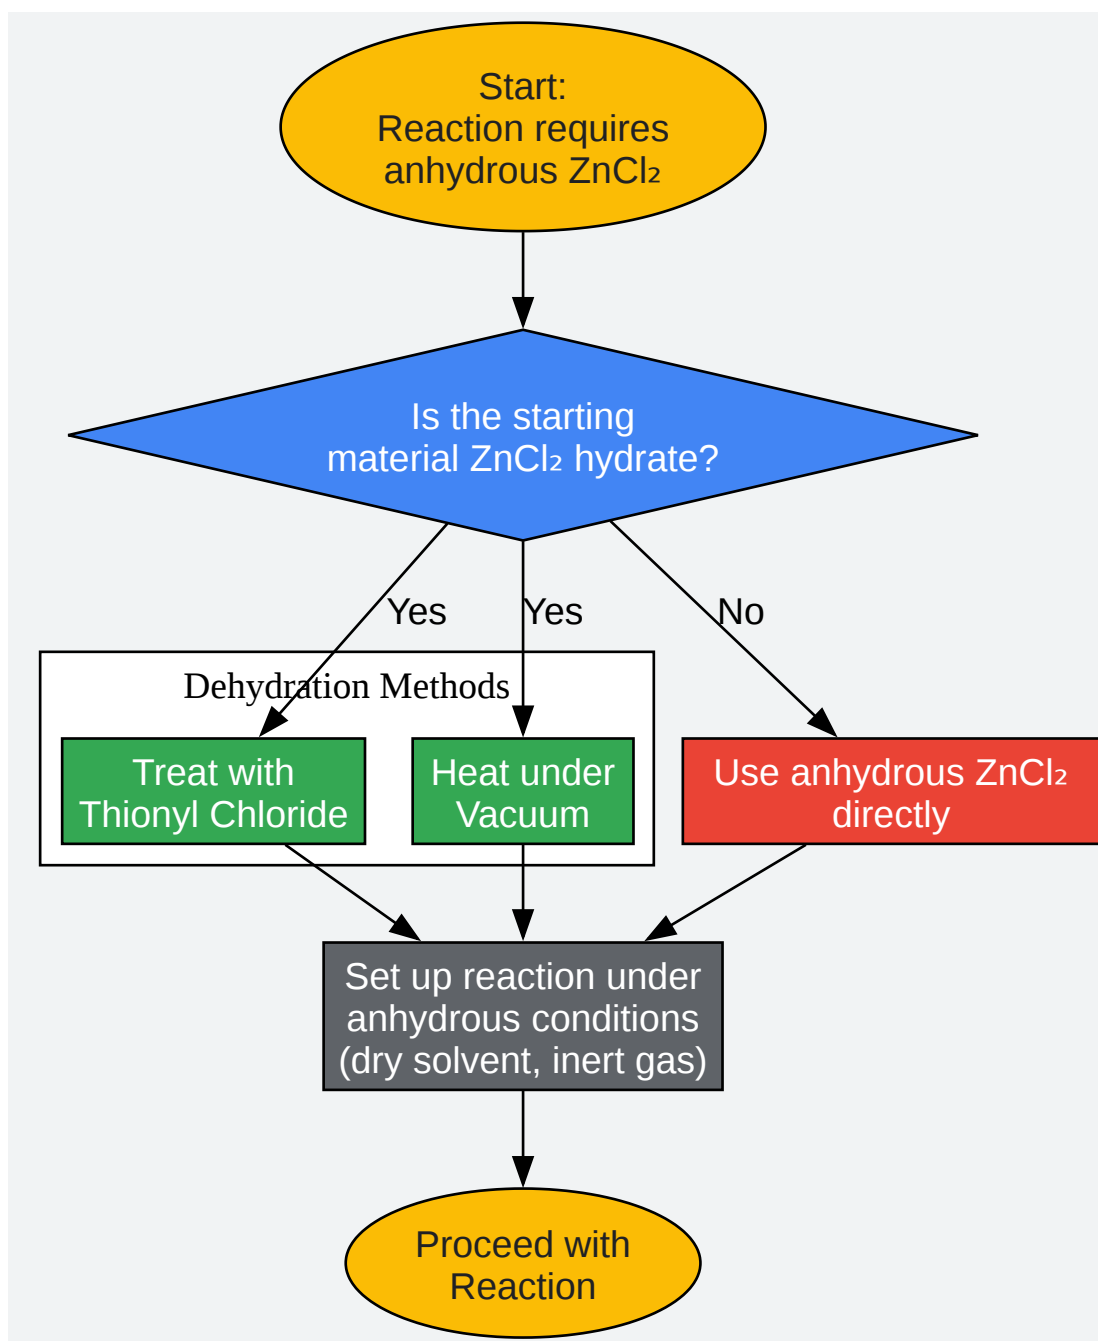 Start:
Reaction requires
anhydrous ZnCl₂
Is the starting
material ZnCl₂ hydrate?
Yes
Yes
No
Dehydration Methods
Treat with
Thionyl Chloride
Heat under
Vacuum
Use anhydrous ZnCl₂
directly
Set up reaction under
anhydrous conditions
(dry solvent, inert gas)
Proceed with
Reaction